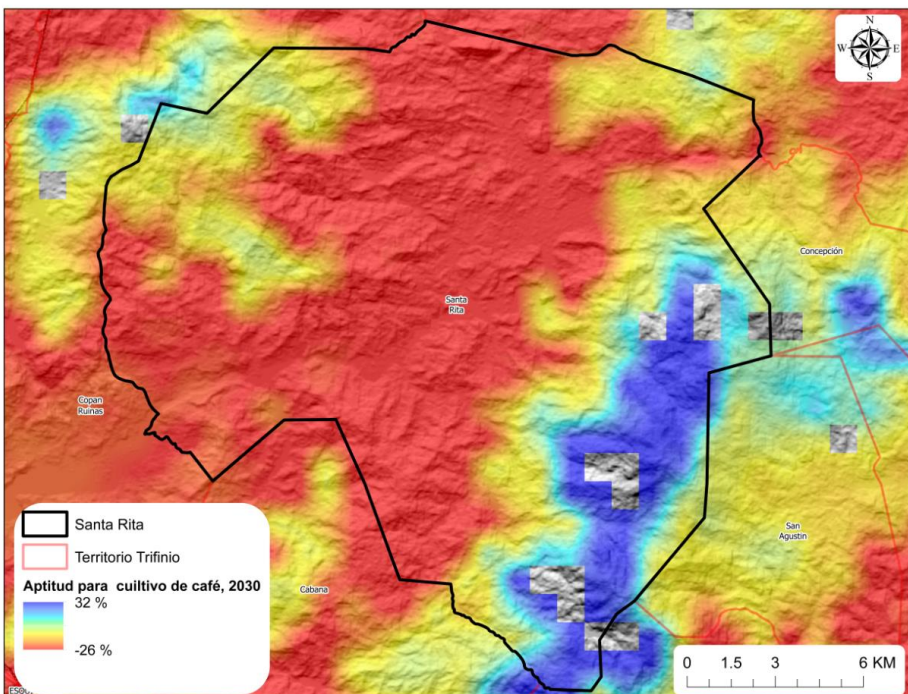 N
W E
S
Concepción
Santa
Rita
Copan
Ruinas
San
Agustin
Cabana
Santa Rita
Territorio Trifinio
Aptitud para cuiltivo de café, 2030
32 %
-26 %
0 1.5 3 6 KM